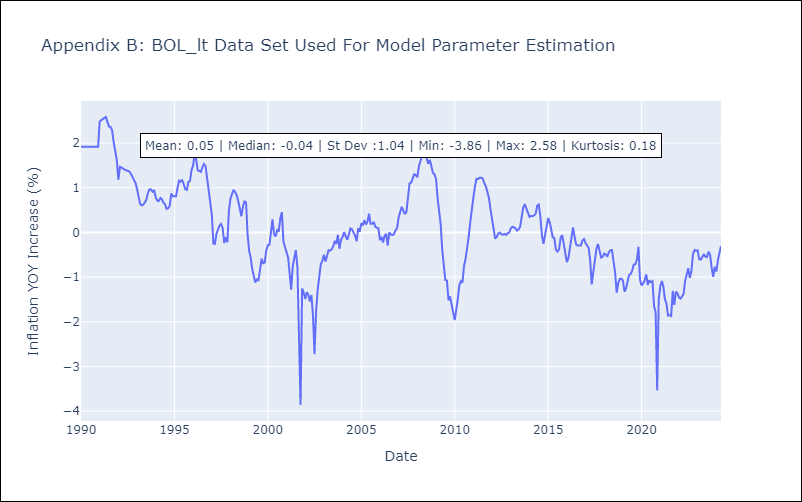 Appendix B: BOL_lt Data Set Used For Model Parameter Estimation
Mean: 0.05 | Median: -0.04 | St Dev :1.04 | Min: -3.86 | Max: 2.58 | Kurtosis: 0.18
Inflation YOY Increase (%)
2
1
0
−1
−2
−3
−4
1990 1995 2000 2005 2010 2015 2020
Date